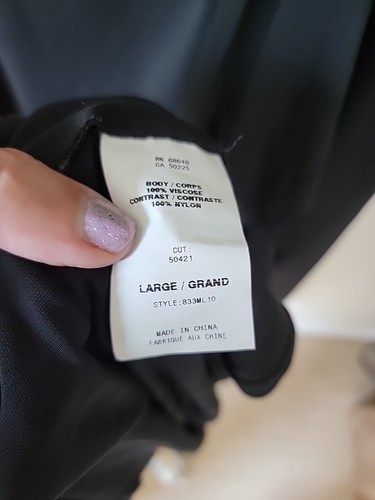 RN 68648
CA 50225
BODY / CORPS
100% VISCOSE
CONTRAST / CONTRASTE
100% NYLON
CUT:
50421
LARGE / GRAND
STYLE:833ML10
MADE IN CHINA
FABRIQUE AUX CHINE